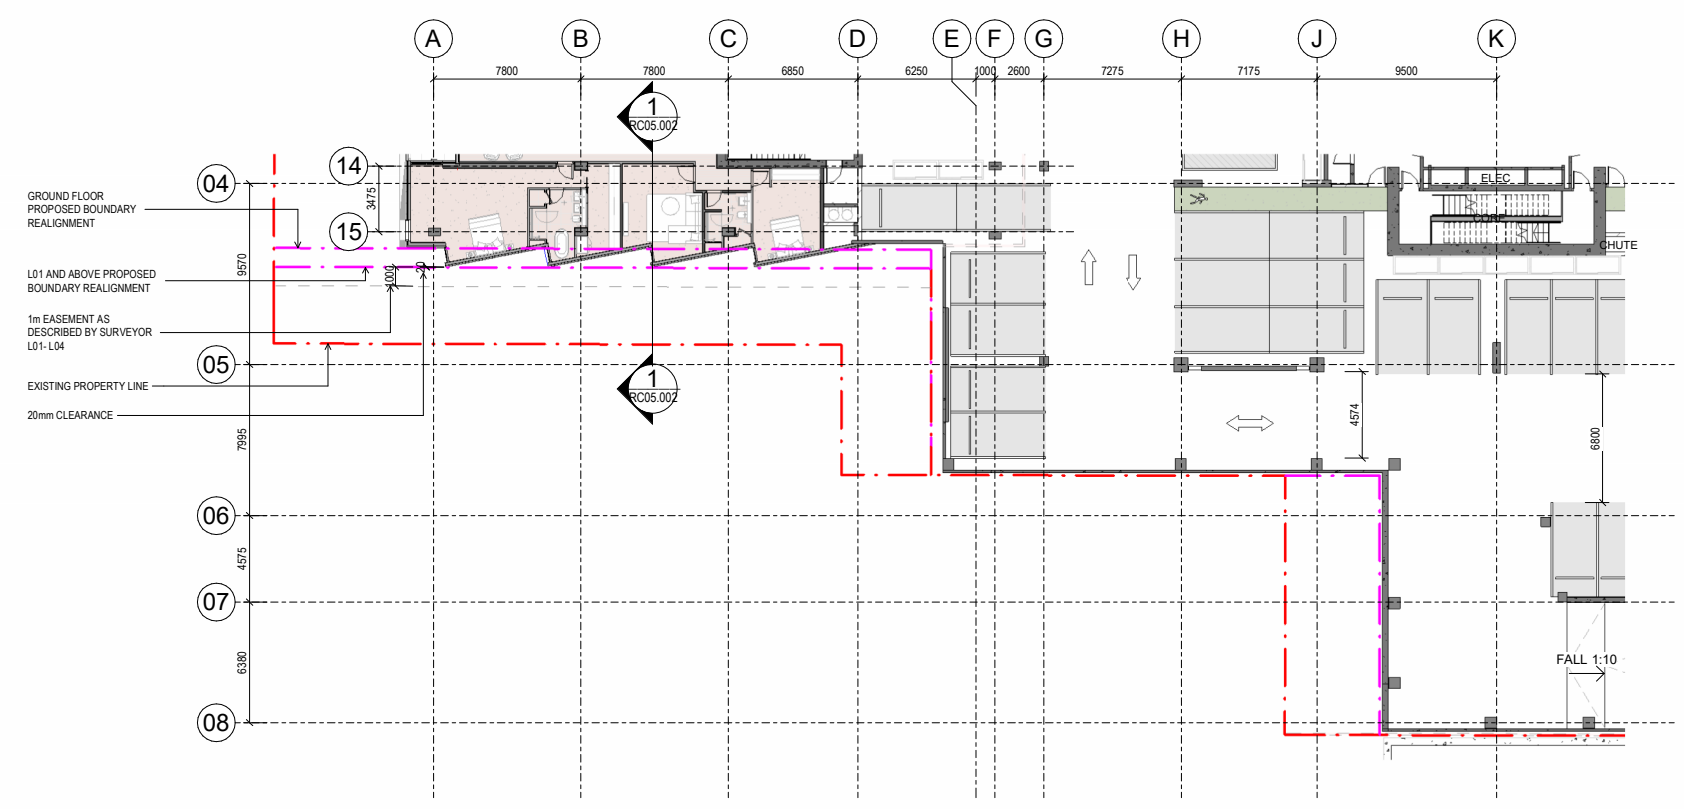 A B C D E F G H J K
7800 7800 6850 6250 1000 2600 7275 7175 9500
1
RC05.002
14
04
3475
15
ELEC
CORE
CHUTE
GROUND FLOOR
PROPOSED BOUNDARY
REALIGNMENT
9570
L01 AND ABOVE PROPOSED
BOUNDARY REALIGNMENT
20
1000
1m EASEMENT AS
DESCRIBED BY SURVEYOR
L01- L04
05
1
RC05.002
EXISTING PROPERTY LINE
20mm CLEARANCE
4574
6800
7995
06
4575
07
6380
FALL 1:10
08